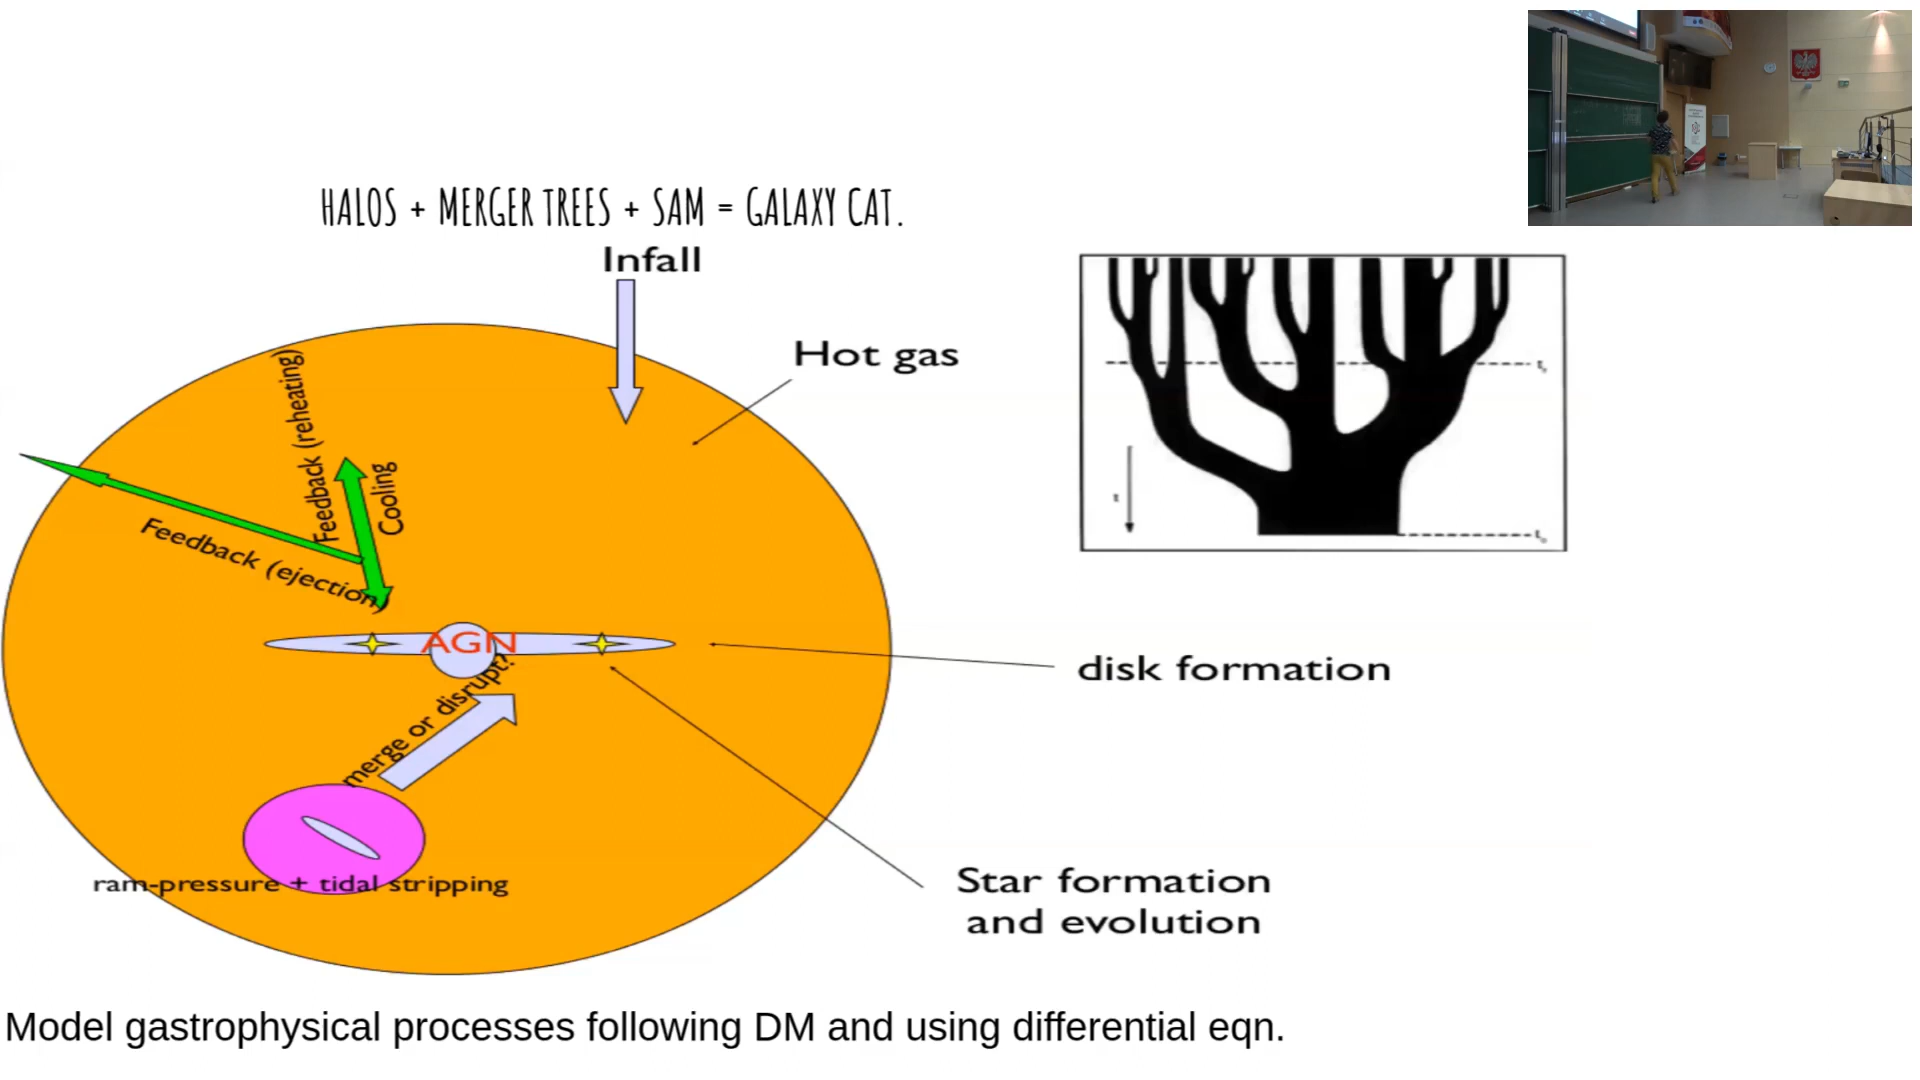 HALOS + MERGER TREES + SAM = GALAXY CAT.
Infall
Hot gas
Feedback (reheating)
Cooling
Feedback (ejection)
AGN
merge or disrupt?
ram-pressure + tidal stripping
t
disk formation
Star formation
and evolution
Model gastrophysical processes following DM and using differential eqn.